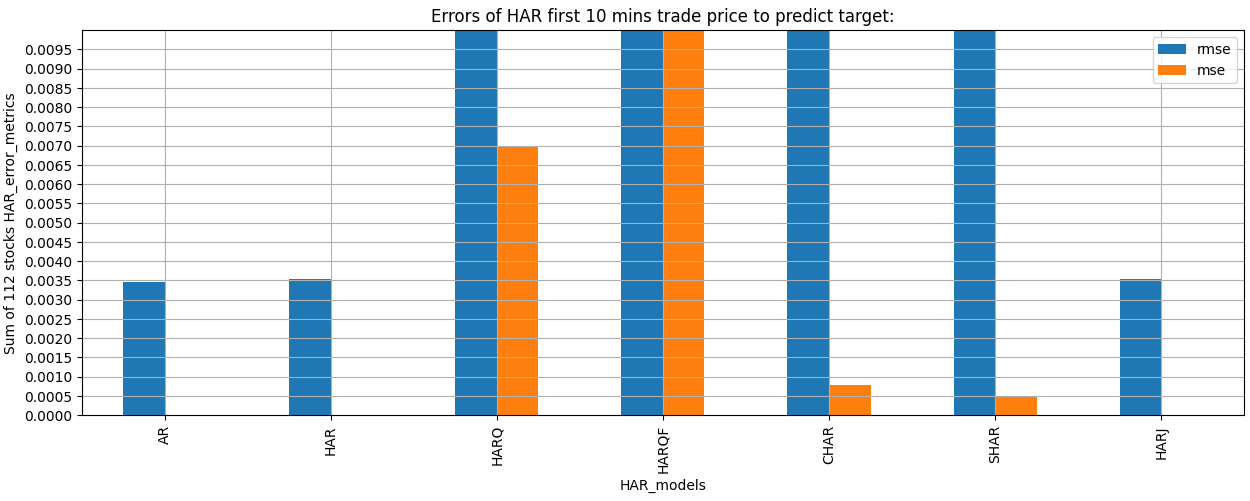 Errors of HAR first 10 mins trade price to predict target:
Sum of 112 stocks HAR_error_metrics
0.0095
0.0090
0.0085
0.0080
0.0075
0.0070
0.0065
0.0060
0.0055
0.0050
0.0045
0.0040
0.0035
0.0030
0.0025
0.0020
0.0015
0.0010
0.0005
0.0000
rmse
mse
AR
HAR
HARQ
HARQF
CHAR
SHAR
HARJ
HAR_models